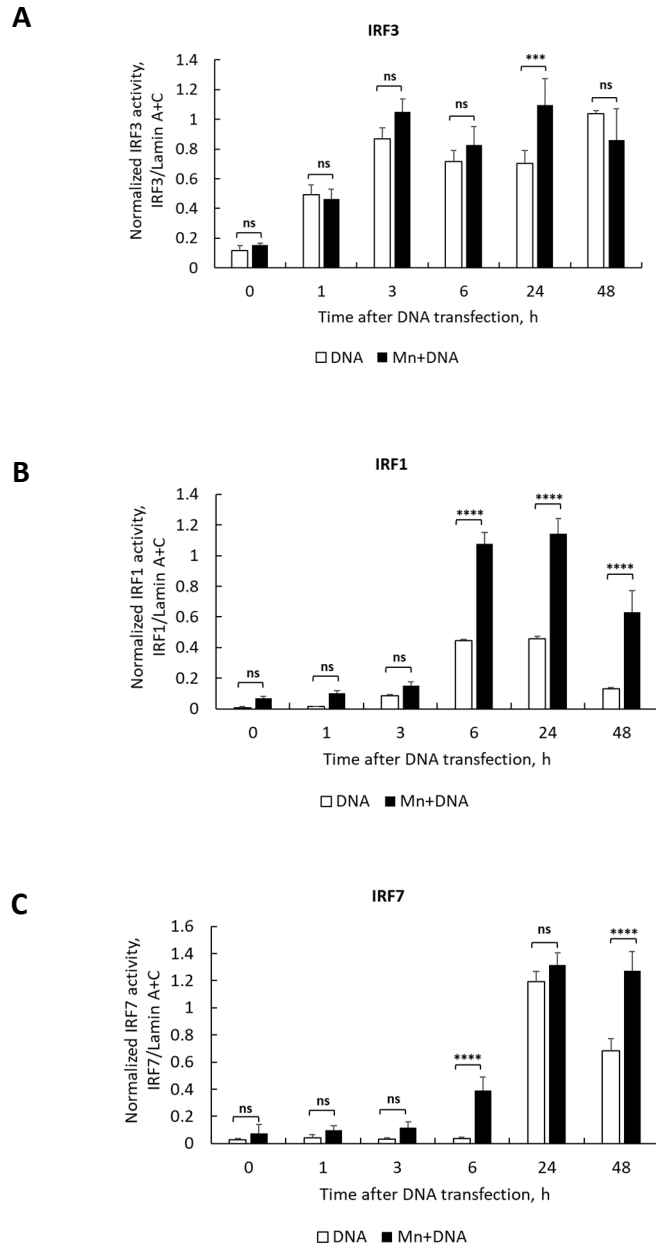 A
IRF3
Normalized IRF3 activity,
IRF3/Lamin A+C
1.4
1.2
1
0.8
0.6
0.4
0.2
0
ns
ns
ns
ns
***
ns
0 1 3 6 24 48
Time after DNA transfection, h
DNA Mn+DNA
B
IRF1
Normalized IRF1 activity,
IRF1/Lamin A+C
1.4
1.2
1
0.8
0.6
0.4
0.2
0
ns
ns
ns
****
****
****
0 1 3 6 24 48
Time after DNA transfection, h
DNA Mn+DNA
C
IRF7
Normalized IRF7 activity,
IRF7/Lamin A+C
1.6
1.4
1.2
1
0.8
0.6
0.4
0.2
0
ns
ns
ns
****
ns
****
0 1 3 6 24 48
Time after DNA transfection, h
DNA Mn+DNA